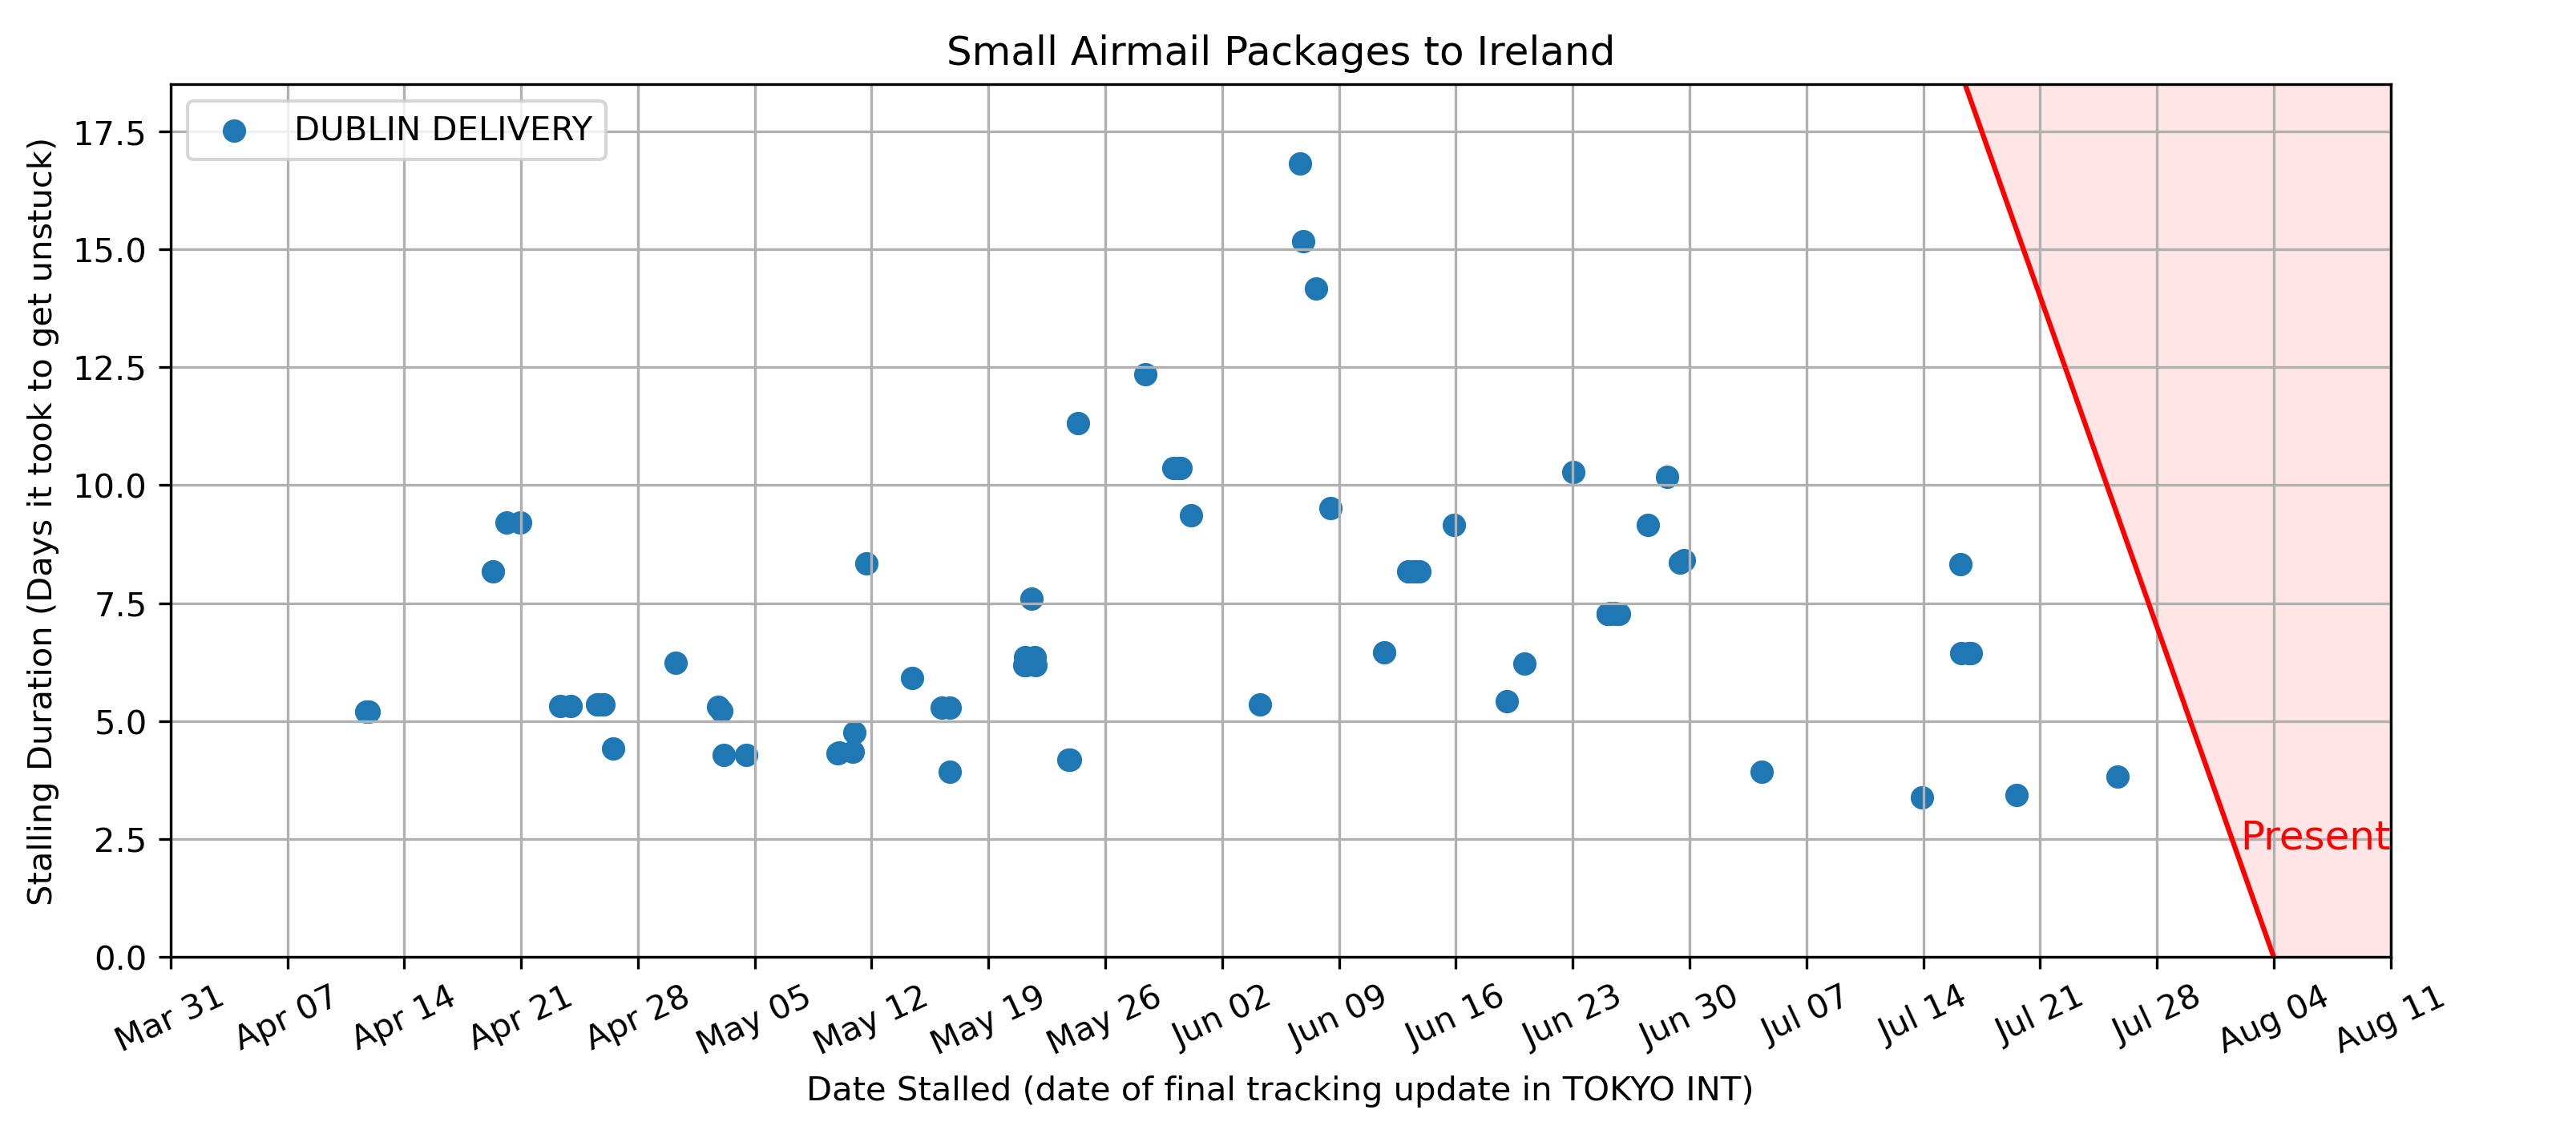 Small Airmail Packages to Ireland
DUBLIN DELIVERY
Stalling Duration (Days it took to get unstuck)
17.5
15.0
12.5
10.0
7.5
5.0
2.5
0.0
Present
Mar 31
Apr 07
Apr 14
Apr 21
Apr 28
May 05
May 12
May 19
May 26
Jun 02
Jun 09
Jun 16
Jun 23
Jun 30
Jul 07
Jul 14
Jul 21
Jul 28
Aug 04
Aug 11
Date Stalled (date of final tracking update in TOKYO INT)